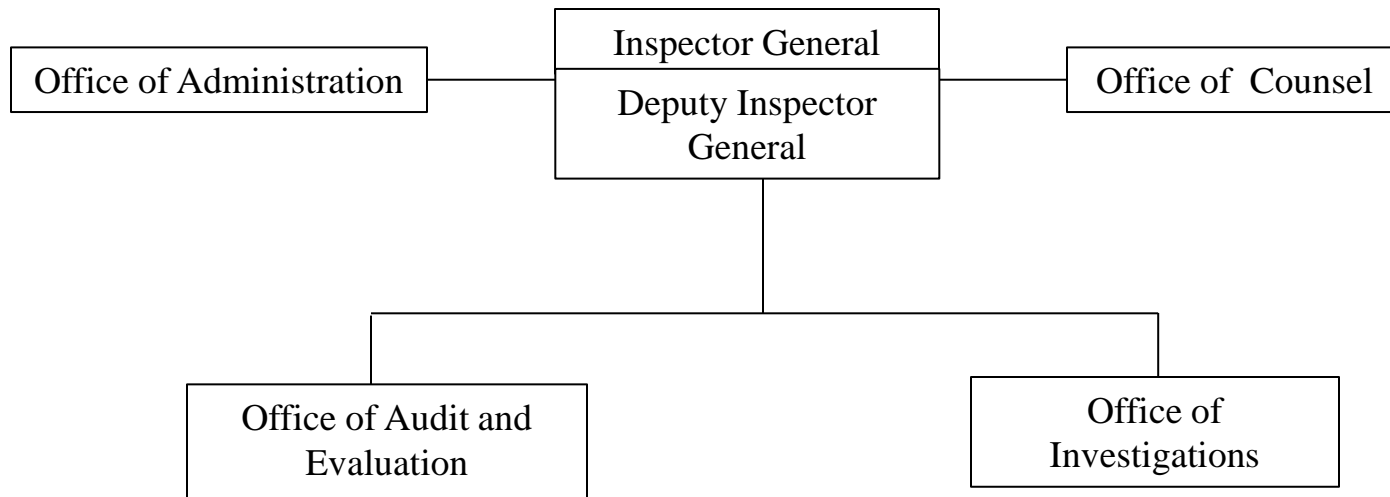 Inspector General
Office of Administration
Office of  Counsel
Deputy Inspector
General
Office of Audit and
Evaluation
Office of
Investigations